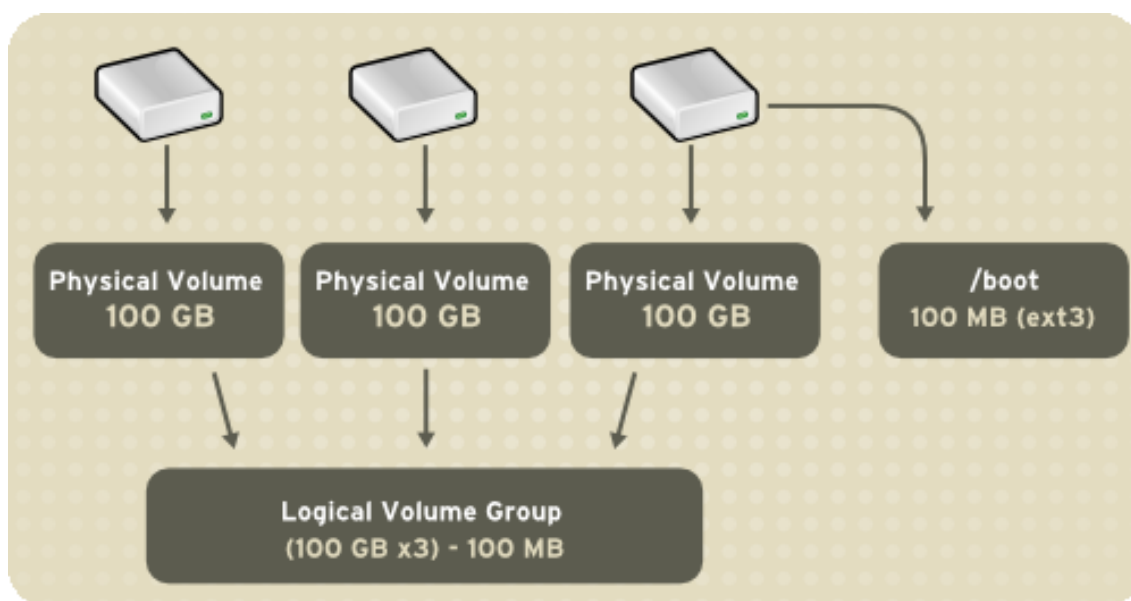 Physical Volume
100 GB
Physical Volume
100 GB
Physical Volume
100 GB
/boot
100 MB (ext3)
Logical Volume Group
(100 GB x3) - 100 MB